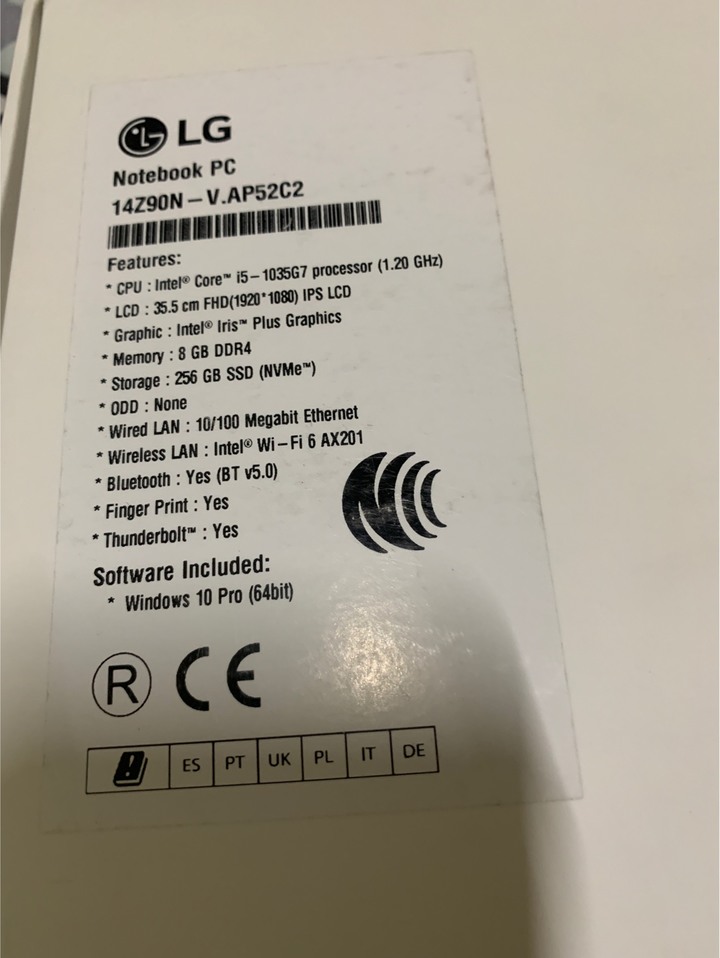 LG
Notebook PC
14Z90N-V.AP52C2
Features:
* CPU : Intel® Core™ i5-1035G7 processor (1.20 GHz)
* LCD : 35.5 cm FHD(1920*1080) IPS LCD
* Graphic : Intel® Iris™ Plus Graphics
* Memory : 8 GB DDR4
* Storage : 256 GB SSD (NVMe™)
* ODD : None
* Wired LAN : 10/100 Megabit Ethernet
* Wireless LAN : Intel® Wi-Fi 6 AX201
* Bluetooth : Yes (BT v5.0)
* Finger Print : Yes
* Thunderbolt™ : Yes
Software Included:
* Windows 10 Pro (64bit)
R CE
! ES PT UK PL IT DE